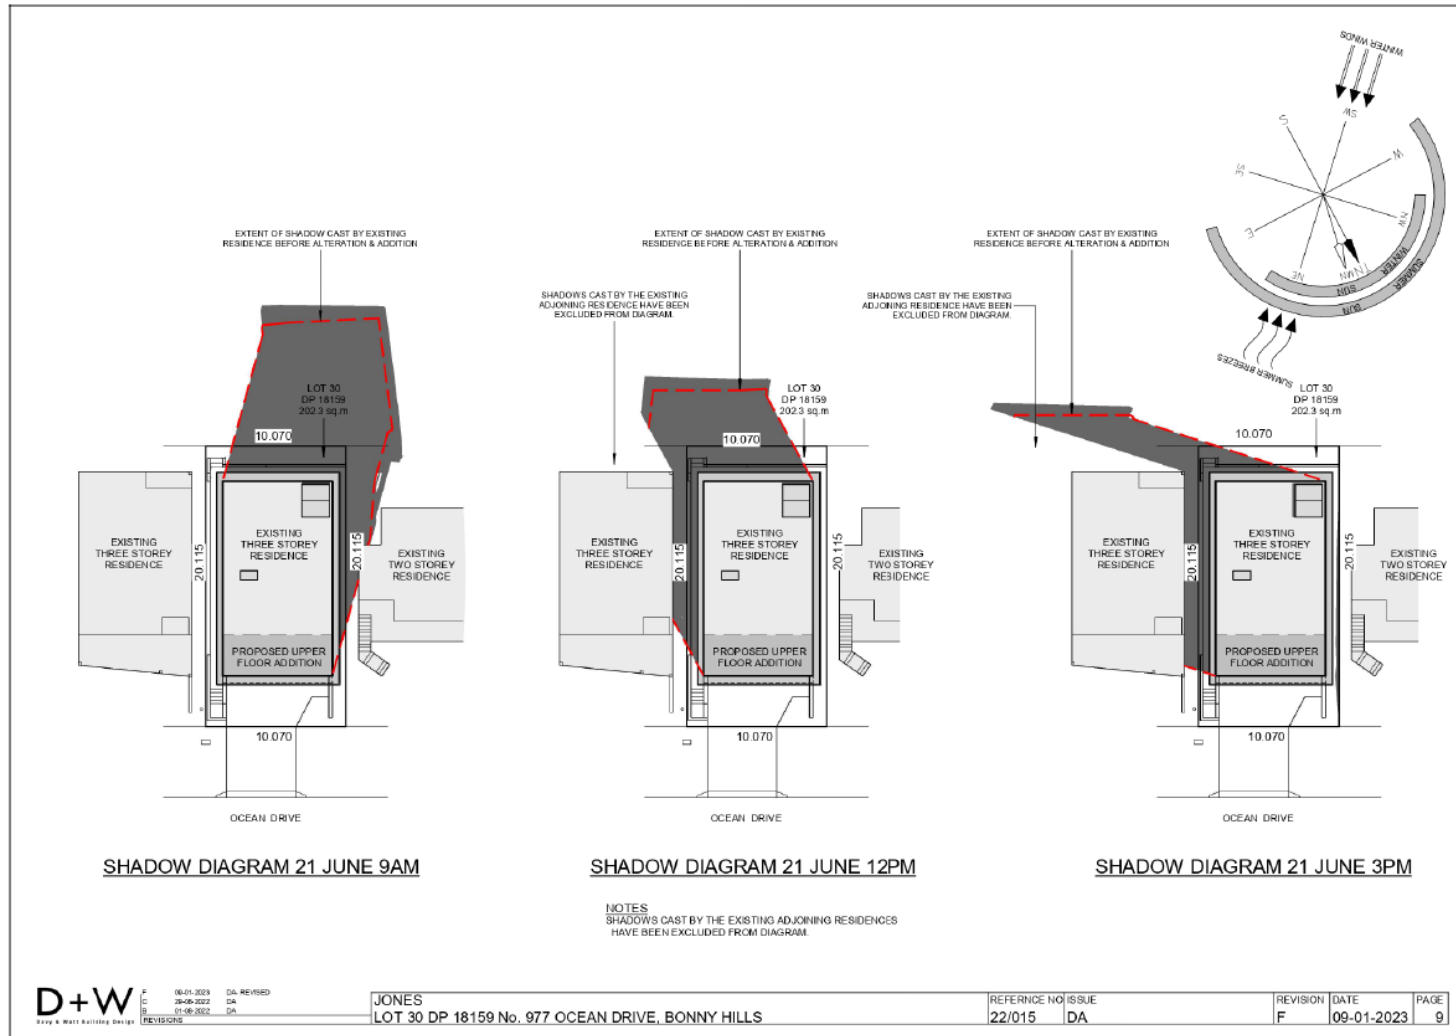 WINTER WINDS
SW
S
W
SE
E
NW
NE
TN
MN
WINTER SUN
SUMMER SUN
SUMMER BREEZES
EXTENT OF SHADOW CAST BY EXISTING
RESIDENCE BEFORE ALTERATION & ADDITION
LOT 30
DP 18159
202.3 sq.m
10.070
EXISTING
THREE STOREY
RESIDENCE
20.115
EXISTING
THREE STOREY
RESIDENCE
20.115
EXISTING
TWO STOREY
RESIDENCE
PROPOSED UPPER
FLOOR ADDITION
10.070
OCEAN DRIVE
SHADOW DIAGRAM 21 JUNE 9AM
EXTENT OF SHADOW CAST BY EXISTING
RESIDENCE BEFORE ALTERATION & ADDITION
SHADOWS CAST BY THE EXISTING
ADJOINING RESIDENCE HAVE BEEN
EXCLUDED FROM DIAGRAM.
LOT 30
DP 18159
202.3 sq.m
10.070
EXISTING
THREE STOREY
RESIDENCE
20.115
EXISTING
THREE STOREY
RESIDENCE
20.115
EXISTING
TWO STOREY
RESIDENCE
PROPOSED UPPER
FLOOR ADDITION
10.070
OCEAN DRIVE
SHADOW DIAGRAM 21 JUNE 12PM
EXTENT OF SHADOW CAST BY EXISTING
RESIDENCE BEFORE ALTERATION & ADDITION
SHADOWS CAST BY THE EXISTING
ADJOINING RESIDENCE HAVE BEEN
EXCLUDED FROM DIAGRAM.
LOT 30
DP 18159
202.3 sq.m
10.070
EXISTING
THREE STOREY
RESIDENCE
20.115
EXISTING
THREE STOREY
RESIDENCE
20.115
EXISTING
TWO STOREY
RESIDENCE
PROPOSED UPPER
FLOOR ADDITION
10.070
OCEAN DRIVE
SHADOW DIAGRAM 21 JUNE 3PM
NOTES
SHADOWS CAST BY THE EXISTING ADJOINING RESIDENCES
HAVE BEEN EXCLUDED FROM DIAGRAM.
D+W
Davy & Watt Building Design
F 09-01-2023 DA- REVISED
C 29-08-2022 DA
B 01-08-2022 DA
REVISIONS
JONES
LOT 30 DP 18159 No. 977 OCEAN DRIVE, BONNY HILLS
REFERNCE NO ISSUE REVISION DATE PAGE
22/015 DA F 09-01-2023 9